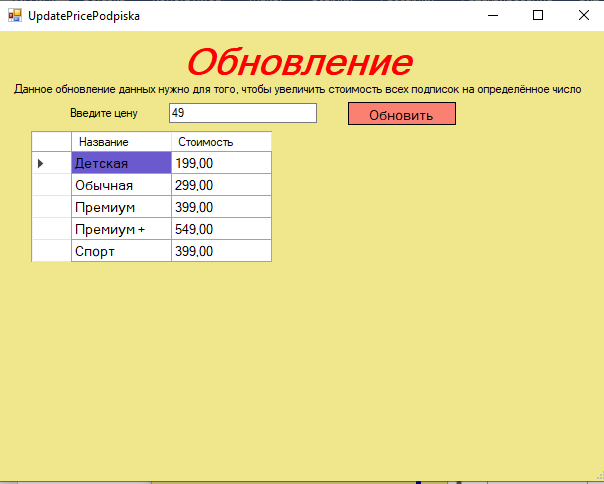 UpdatePricePodpiska
Обновление
Данное обновление данных нужно для того, чтобы увеличить стоимость всех подписок на определённое число
Введите цену 49 Обновить
Название Стоимость
Детская 199,00
Обычная 299,00
Премиум 399,00
Премиум + 549,00
Спорт 399,00